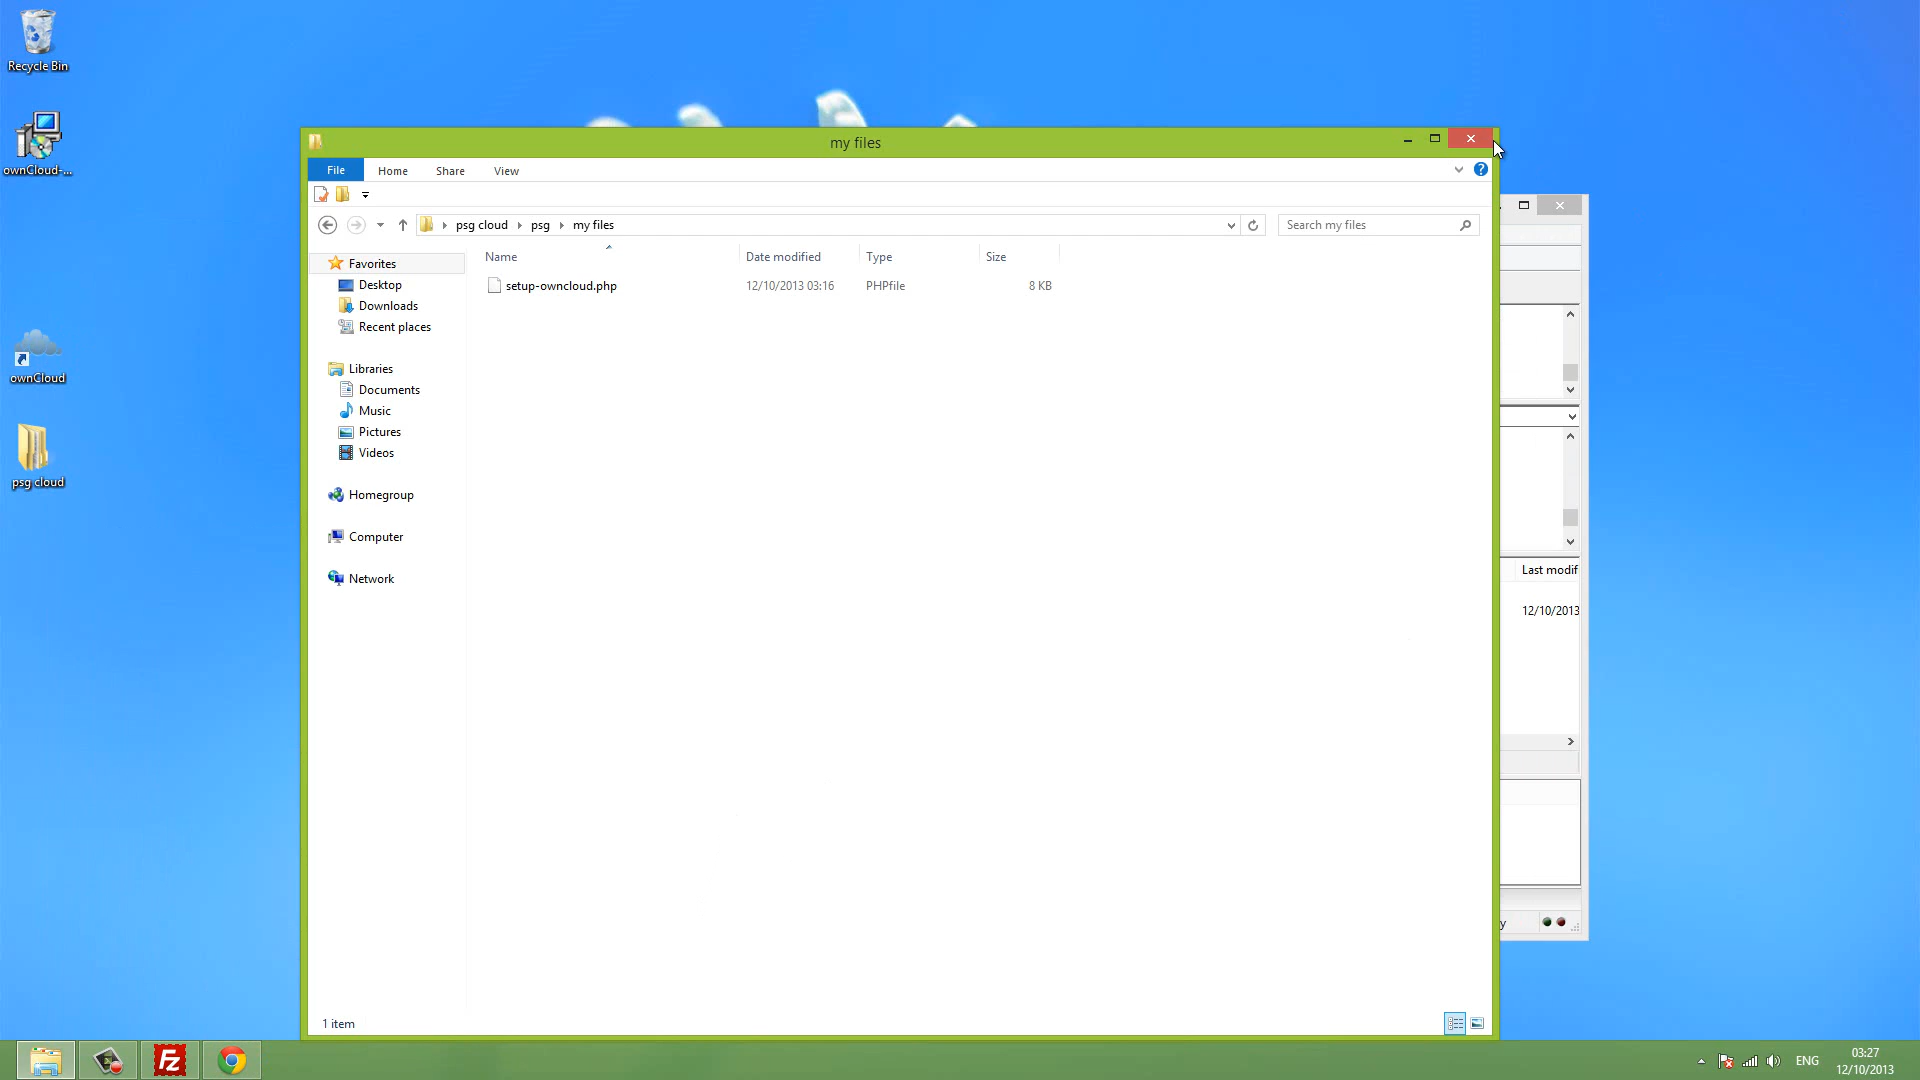 Recycle Bin
ownCloud-...
ownCloud
psg cloud
my files
File Home Share View
psg cloud psg my files
Search my files
Name Date modified Type Size
setup-owncloud.php 12/10/2013 03:16 PHPfile 8 KB
Favorites
Desktop
Downloads
Recent places
Libraries
Documents
Music
Pictures
Videos
Homegroup
Computer
Network
1 item
Last modif
12/10/2013
y
Fz
ENG
03:27
12/10/2013